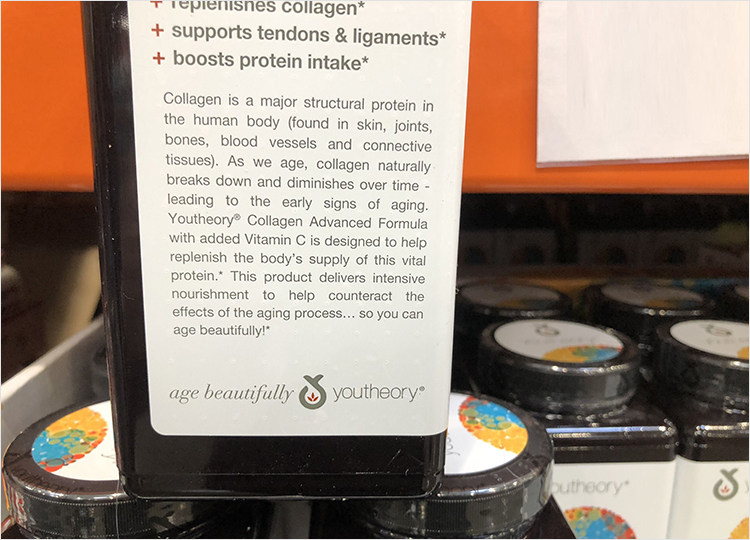 + replenishes collagen*
+ supports tendons & ligaments*
+ boosts protein intake*
Collagen is a major structural protein in
the human body (found in skin, joints,
bones, blood vessels and connective
tissues). As we age, collagen naturally
breaks down and diminishes over time -
leading to the early signs of aging.
Youtheory® Collagen Advanced Formula
with added Vitamin C is designed to help
replenish the body's supply of this vital
protein.* This product delivers intensive
nourishment to help counteract the
effects of the aging process... so you can
age beautifully!*
age beautifully youtheory®
outheory®